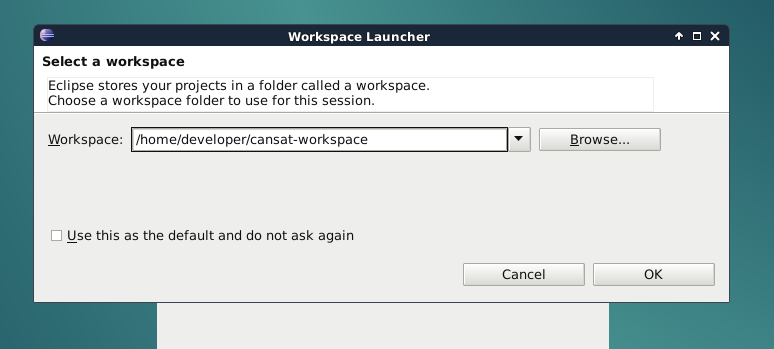 Workspace Launcher
Select a workspace
Eclipse stores your projects in a folder called a workspace.
Choose a workspace folder to use for this session.
Workspace: /home/developer/cansat-workspace Browse...
Use this as the default and do not ask again
Cancel OK